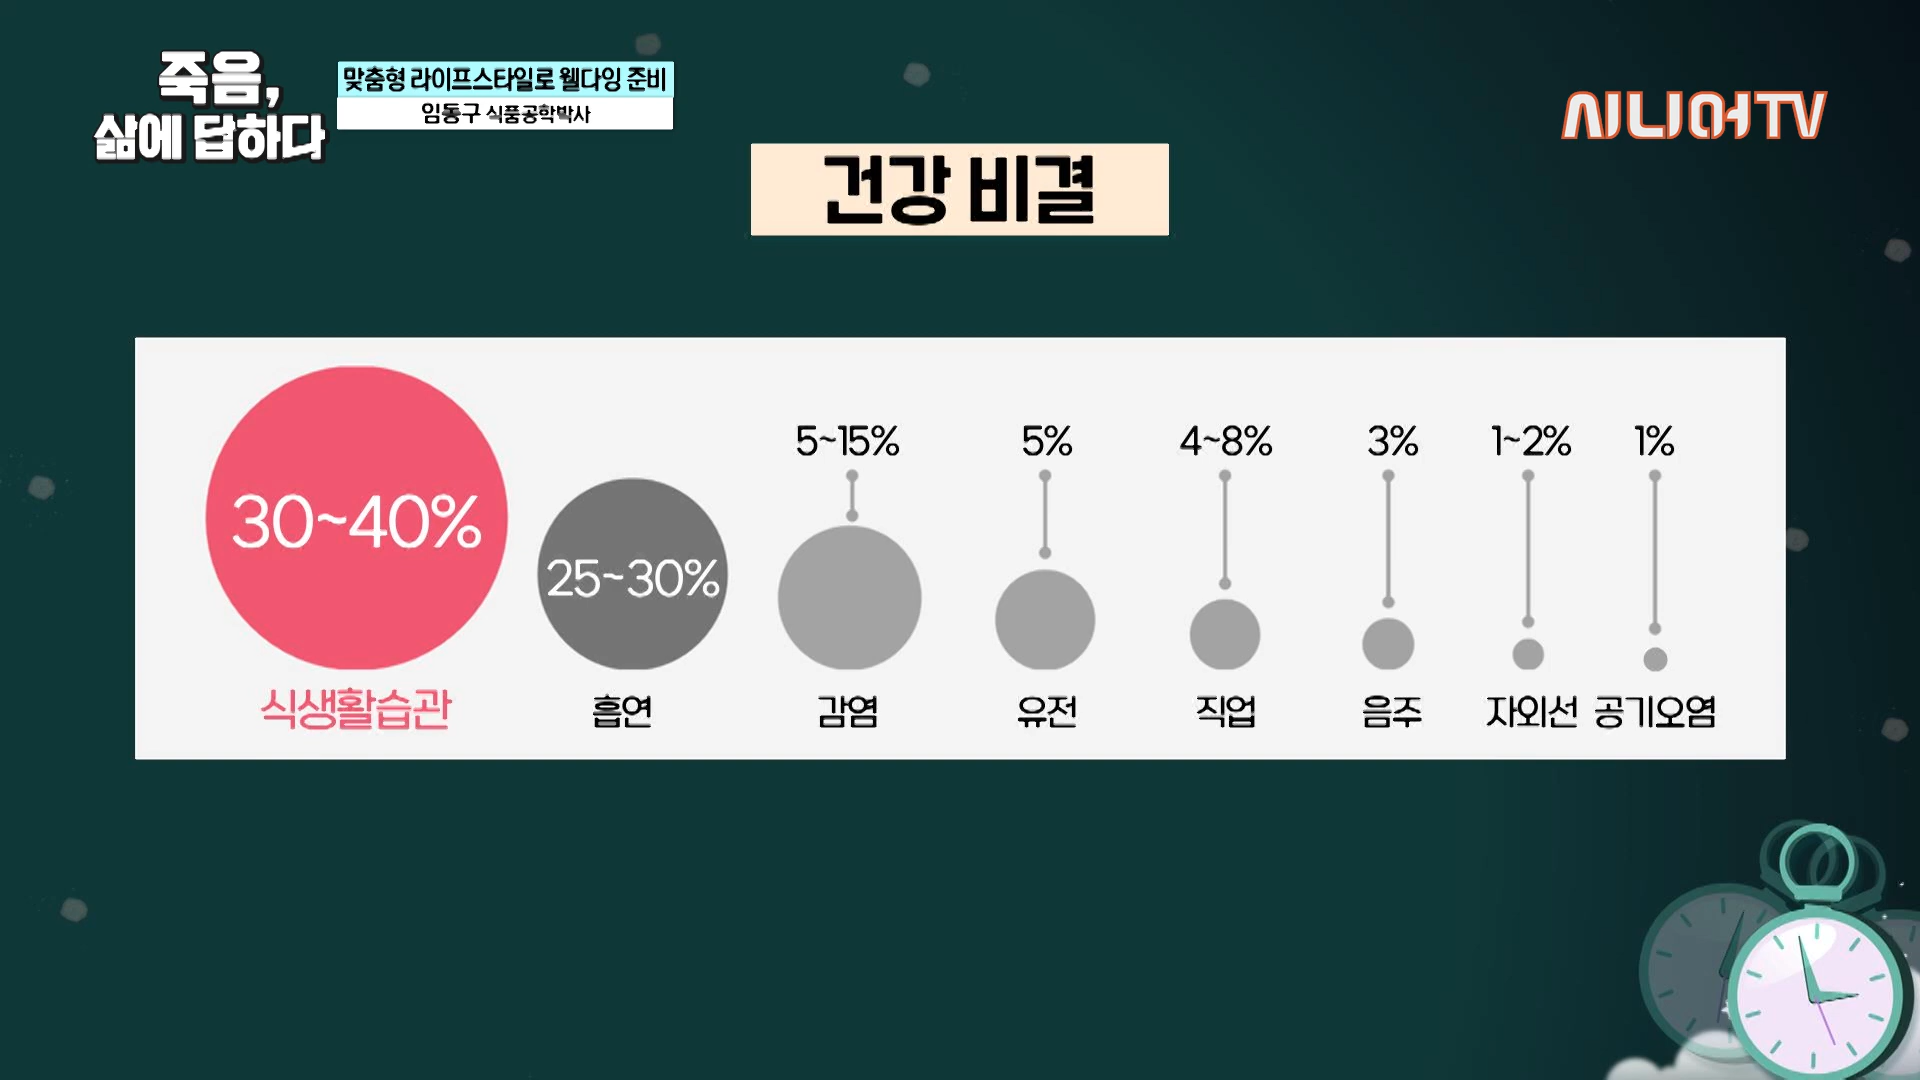 죽음,
삶에 답하다
맞춤형 라이프스타일로 웰다잉 준비
임동구 식품공학박사
시니어TV
건강 비결
30~40%
25~30%
5~15%
5%
4~8%
3%
1~2%
1%
식생활습관
흡연
감염
유전
직업
음주
자외선
공기오염